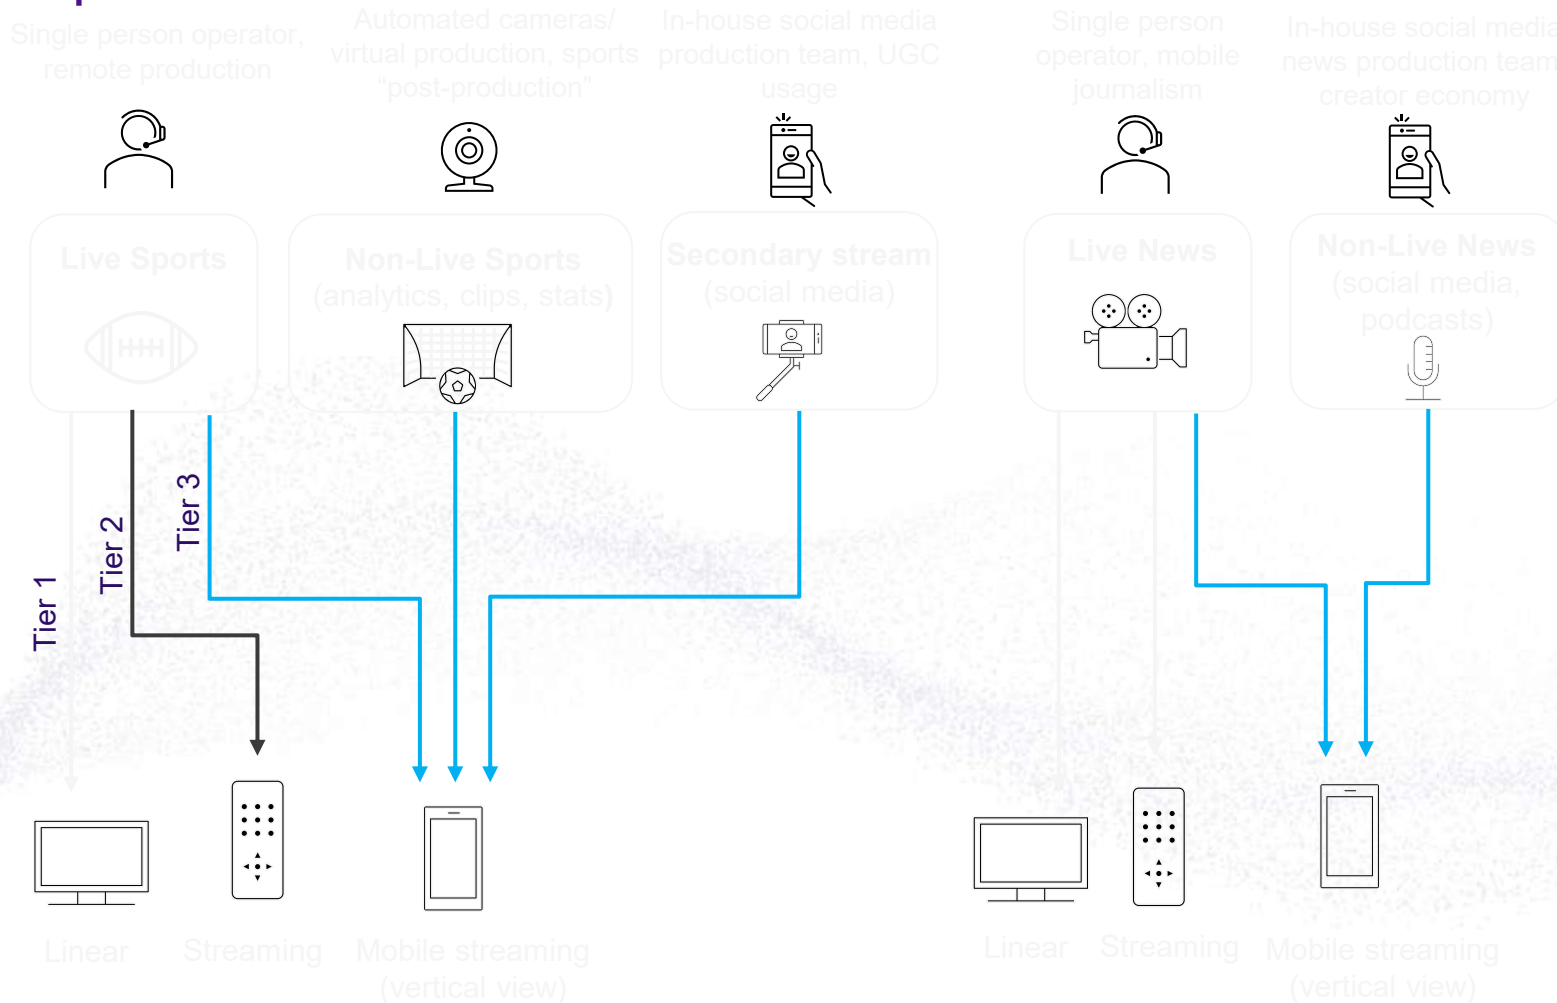 Single person operator,
remote production
Automated cameras/
virtual production, sports
“post-production”
In-house social media
production team, UGC
usage
Single person
operator, mobile
journalism
In-house social media
news production team
creator economy
Live Sports
Non-Live Sports
(analytics, clips, stats)
Secondary stream
(social media)
Live News
Non-Live News
(social media,
podcasts)
Tier 1
Tier 2
Tier 3
Linear
Streaming
Mobile streaming
(vertical view)
Linear
Streaming
Mobile streaming
(vertical view)